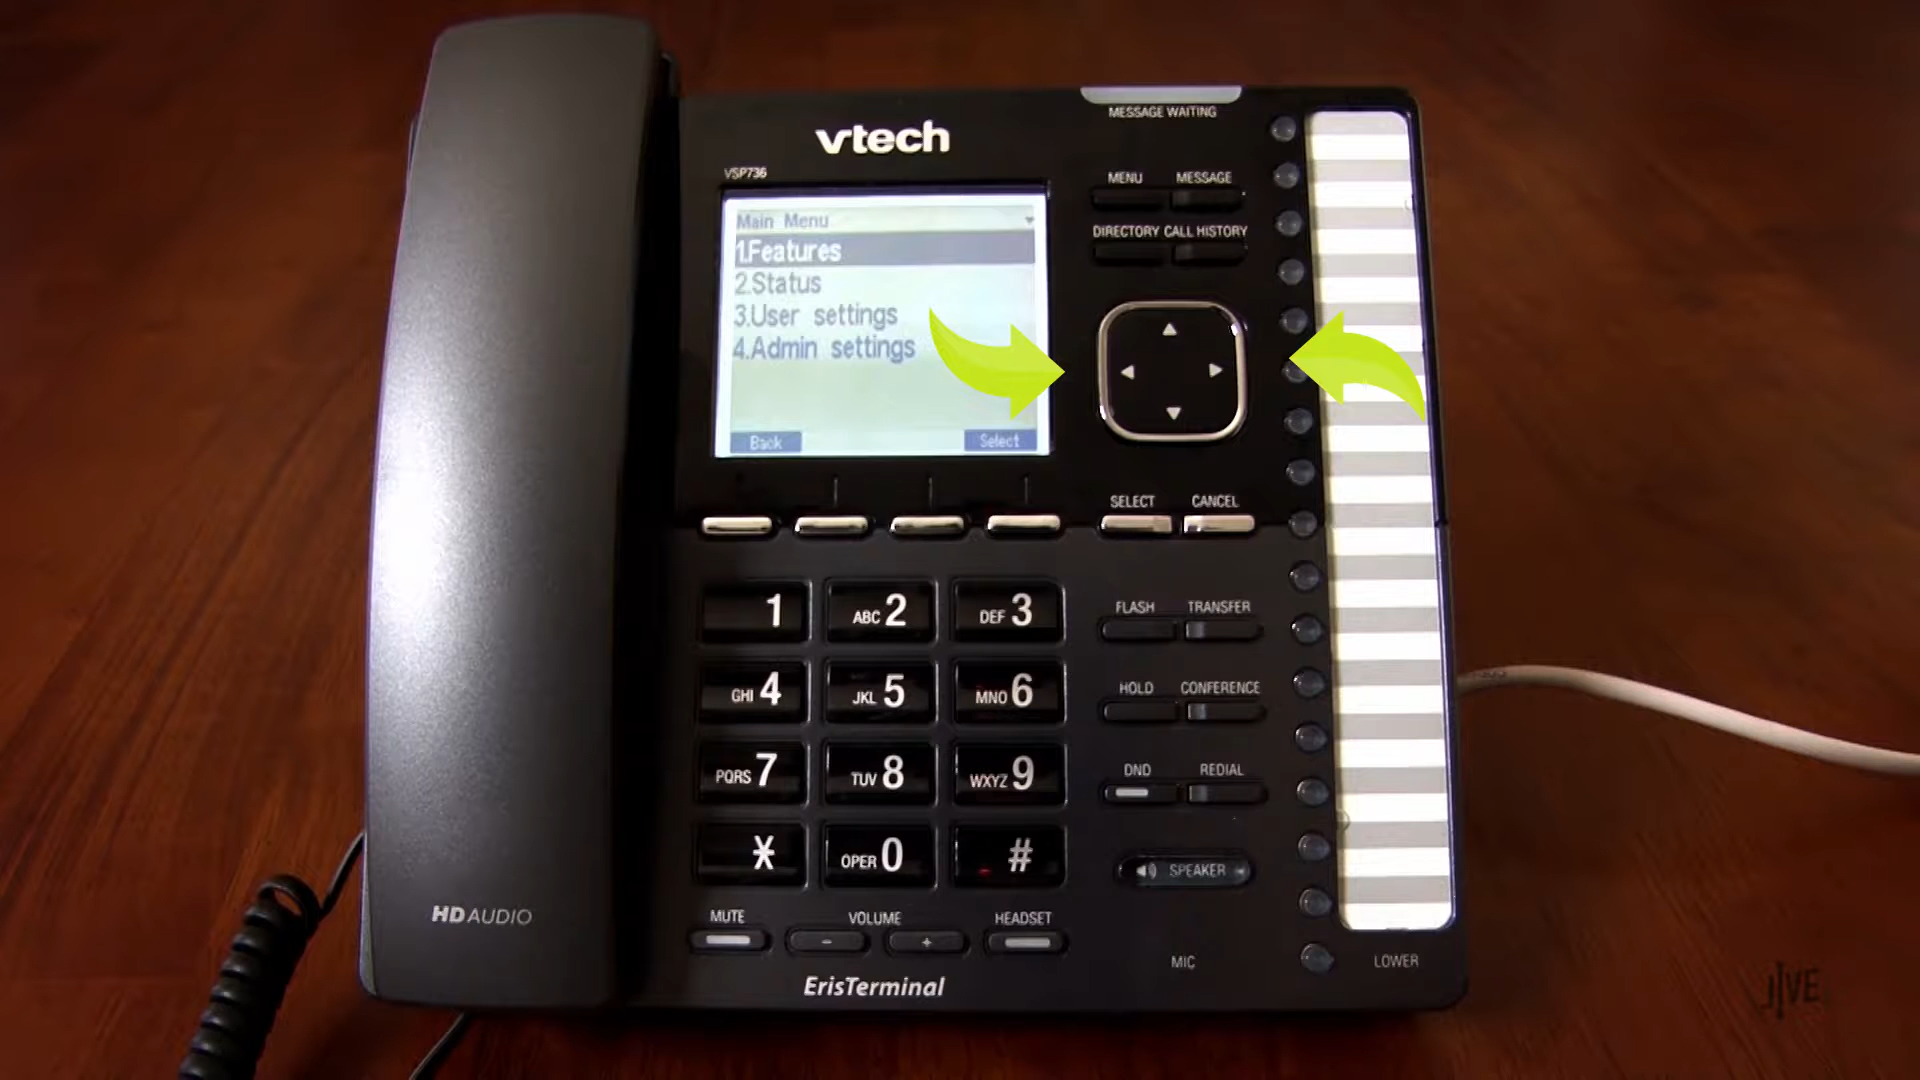 MESSAGE WAITING
vtech
VSP736
MENU MESSAGE
Main Menu
1.Features
2.Status
3.User settings
4.Admin settings
Back Select
DIRECTORY CALL HISTORY
SELECT CANCEL
1 ABC 2 DEF 3
FLASH TRANSFER
GHI 4 JKL 5 MNO 6
HOLD CONFERENCE
PQRS 7 TUV 8 WXYZ 9
DND REDIAL
* OPER 0 #
SPEAKER
HD AUDIO
MUTE VOLUME HEADSET
- +
MIC LOWER
ErisTerminal
JIVE